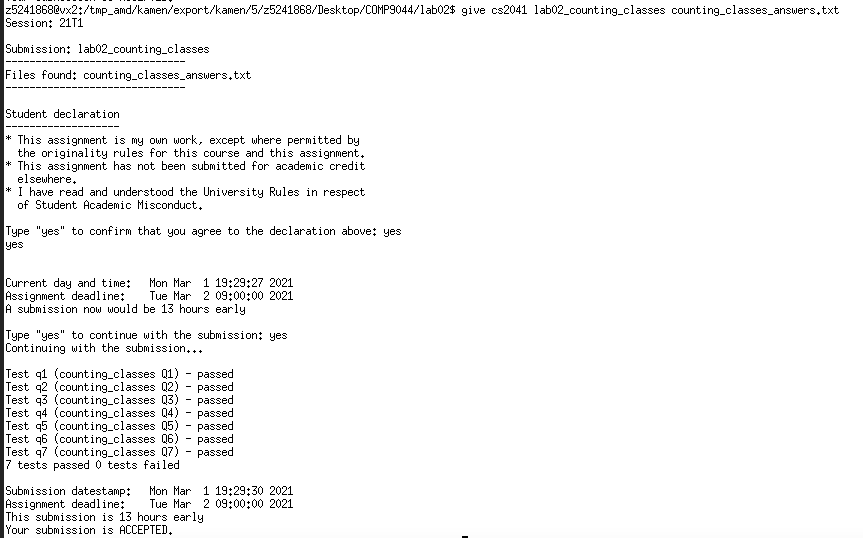 z5241868@vx2:/tmp_amd/kamen/export/kamen/5/z5241868/Desktop/COMP9044/lab02$ give cs2041 lab02_counting_classes counting_classes_answers.txt
Session: 21T1
Submission: lab02_counting_classes
------------------------------
Files found: counting_classes_answers.txt
------------------------------
Student declaration
-------------------
* This assignment is my own work, except where permitted by
the originality rules for this course and this assignment.
* This assignment has not been submitted for academic credit
elsewhere.
* I have read and understood the University Rules in respect
of Student Academic Misconduct.
Type "yes" to confirm that you agree to the declaration above: yes
yes
Current day and time:   Mon Mar  1 19:29:27 2021
Assignment deadline:    Tue Mar  2 09:00:00 2021
A submission now would be 13 hours early
Type "yes" to continue with the submission: yes
Continuing with the submission...
Test q1 (counting_classes Q1) - passed
Test q2 (counting_classes Q2) - passed
Test q3 (counting_classes Q3) - passed
Test q4 (counting_classes Q4) - passed
Test q5 (counting_classes Q5) - passed
Test q6 (counting_classes Q6) - passed
Test q7 (counting_classes Q7) - passed
7 tests passed 0 tests failed
Submission datestamp:   Mon Mar  1 19:29:30 2021
Assignment deadline:    Tue Mar  2 09:00:00 2021
This submission is 13 hours early
Your submission is ACCEPTED.